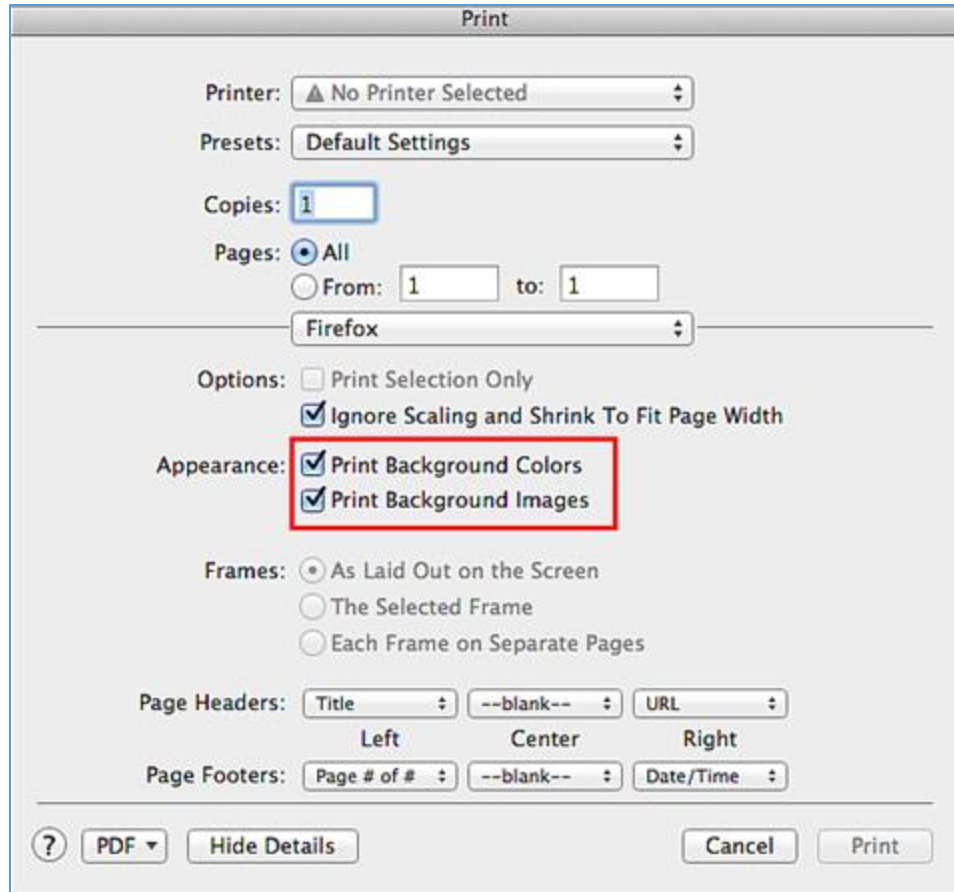 Print
Printer: No Printer Selected
Presets: Default Settings
Copies: 1
Pages: All
From: 1 to: 1
Firefox
Options: Print Selection Only
Ignore Scaling and Shrink To Fit Page Width
Appearance: Print Background Colors
Print Background Images
Frames: As Laid Out on the Screen
The Selected Frame
Each Frame on Separate Pages
Page Headers: Title --blank-- URL
Left Center Right
Page Footers: Page # of # --blank-- Date/Time
? PDF Hide Details Cancel Print